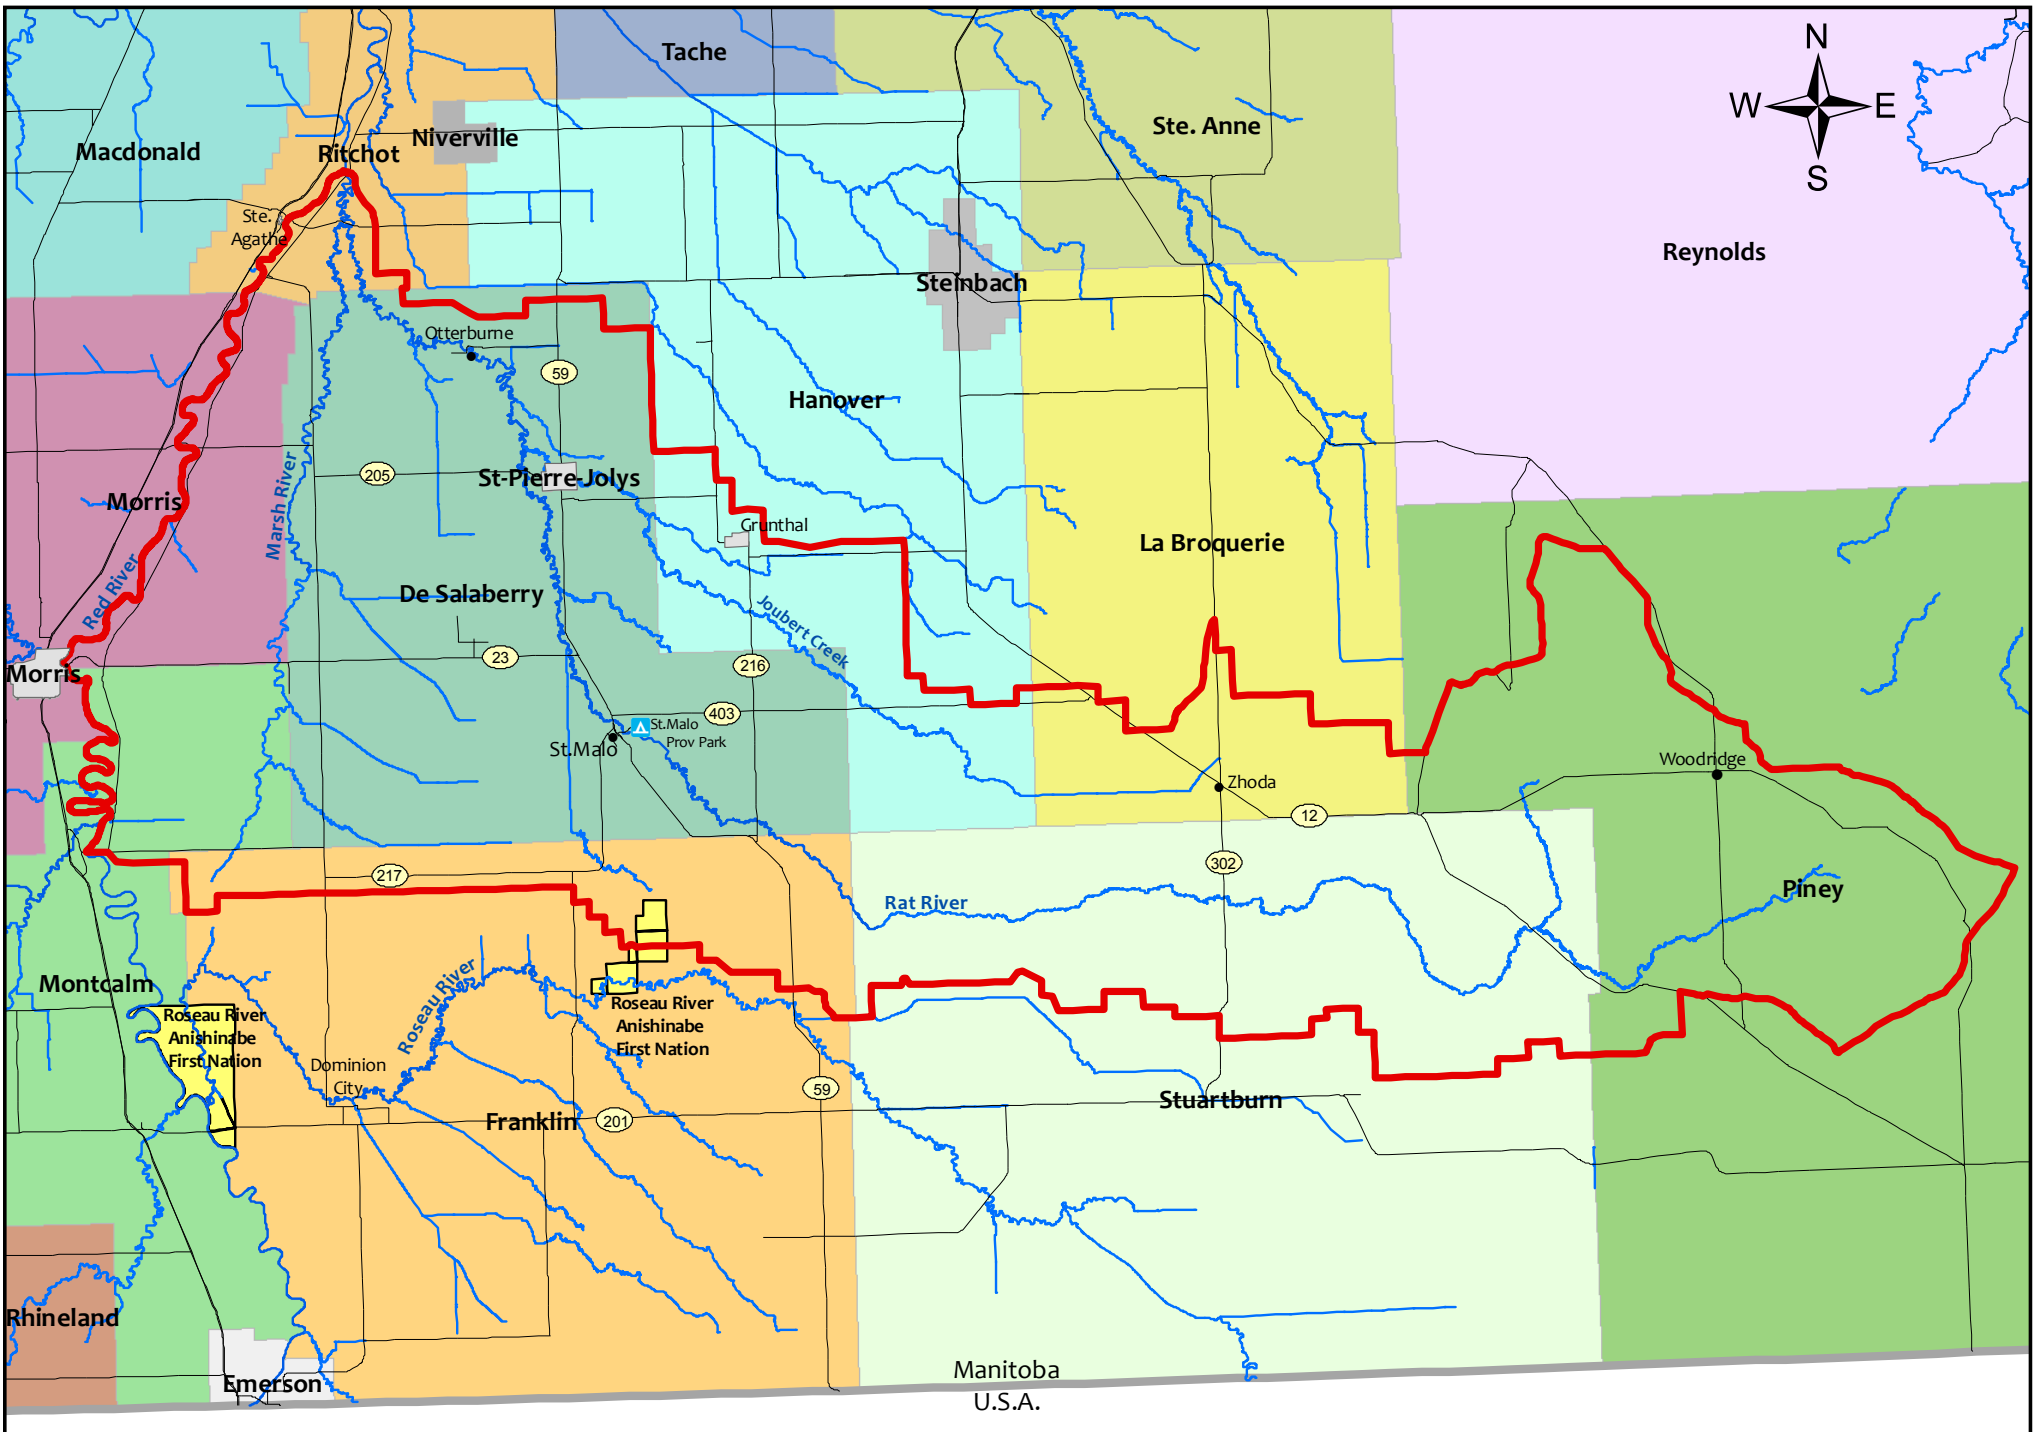 Tache
N
W
E
S
Niverville
Ste. Anne
Macdonald
Ritchot
Ste.
Agathe
Reynolds
Steinbach
Otterburne
59
Hanover
205
St-Pierre-Jolys
Morris
Marsh River
Grunthal
La Broquerie
Red River
De Salaberry
Joubert Creek
23
216
Morris
403
St.Malo
Prov Park
St.Malo
Woodridge
Zhoda
12
302
217
Piney
Rat River
Montcalm
Roseau River
Roseau River
Anishinabe
First Nation
Roseau River
Anishinabe
First Nation
Dominion
City
59
Stuartburn
Franklin
201
Rhineland
Emerson
Manitoba
U.S.A.